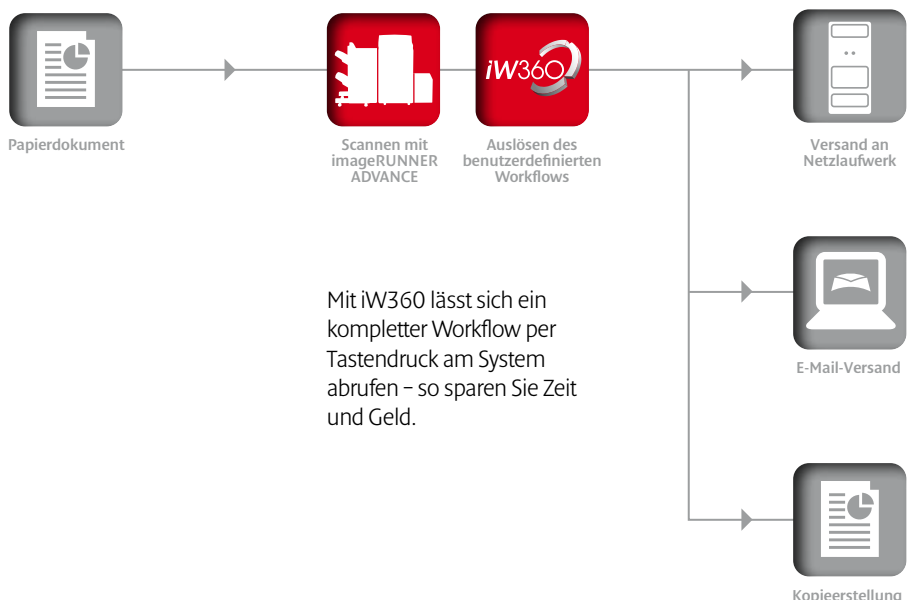 iW360
Papierdokument
Scannen mit
imageRUNNER
ADVANCE
Auslösen des
benutzerdefinierten
Workflows
Versand an
Netzlaufwerk
Mit iW360 lässt sich ein
kompletter Workflow per
Tastendruck am System
abrufen – so sparen Sie Zeit
und Geld.
E-Mail-Versand
Kopieerstellung